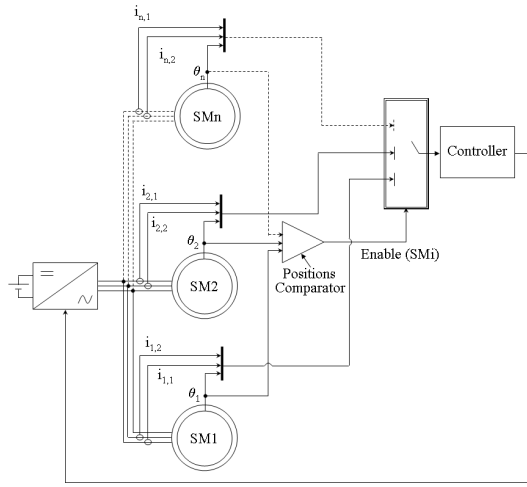 i_{n,1}
i_{n,2}
θ_n
SMn
Controller
i_{2,1}
i_{2,2}
θ_2
Enable (SMi)
Positions
Comparator
SM2
i_{1,2}
i_{1,1}
θ_1
SM1